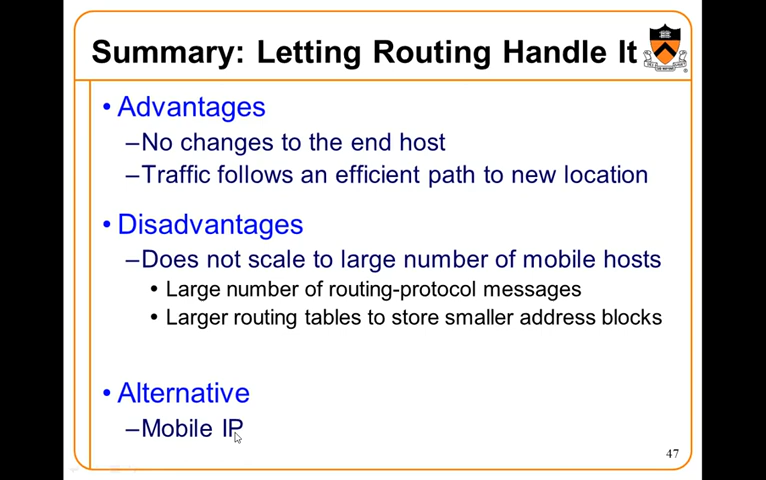 Summary: Letting Routing Handle It
• Advantages
–No changes to the end host
–Traffic follows an efficient path to new location
• Disadvantages
–Does not scale to large number of mobile hosts
• Large number of routing-protocol messages
• Larger routing tables to store smaller address blocks
• Alternative
–Mobile IP
47